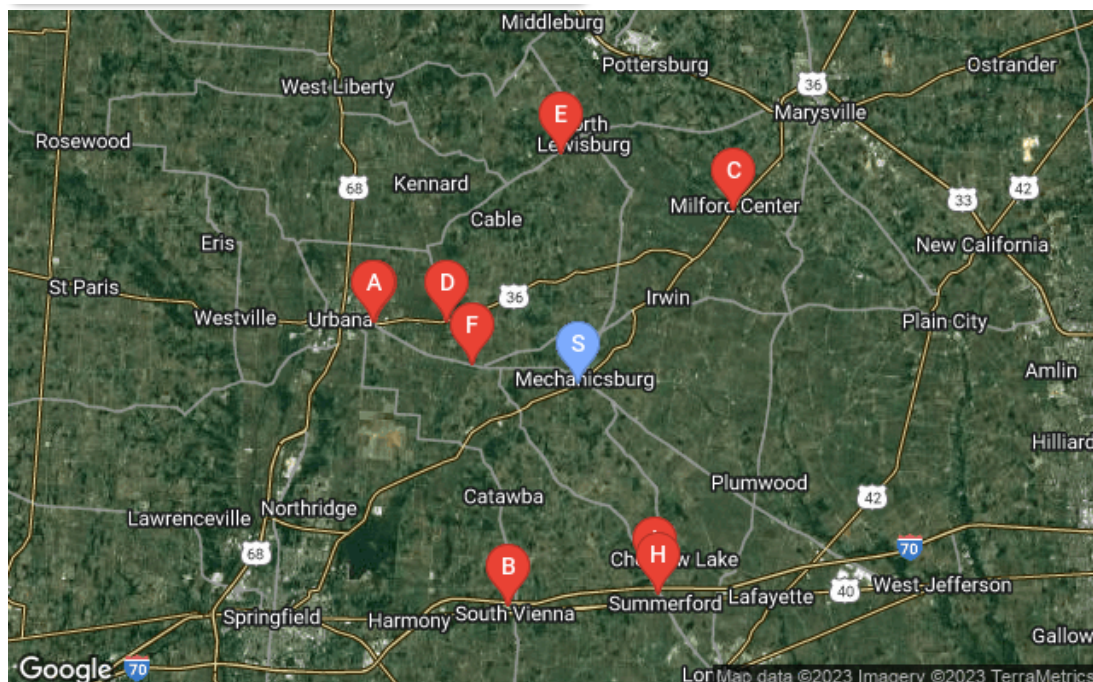 Middleburg
Pottersburg
Ostrander
West Liberty
36
Marysville
E
North
Lewisburg
Rosewood
C
68
Kennard
42
33
Milford Center
Cable
Eris
New California
A
D
St Paris
36
Irwin
Westville
Urbana
F
Plain City
S
Mechanicsburg
Amlin
Hilliard
Plumwood
Catawba
42
Northridge
Lawrenceville
H
70
68
B
West Jefferson
40
Lafayette
Summerford
South Vienna
Springfield
Harmony
Gallow
Google
70
Lon
Map data ©2023 Imagery ©2023 TerraMetrics